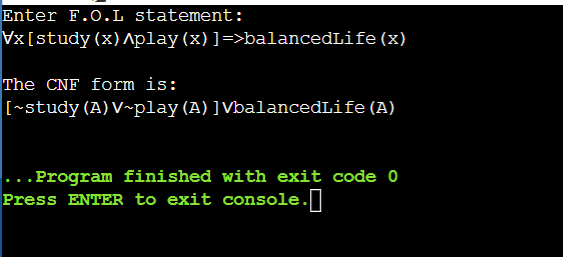 Enter F.O.L statement:
∀x[study(x)∧play(x)]=>balancedLife(x)
The CNF form is:
[~study(A)V~play(A)]VbalancedLife(A)
...Program finished with exit code 0
Press ENTER to exit console.